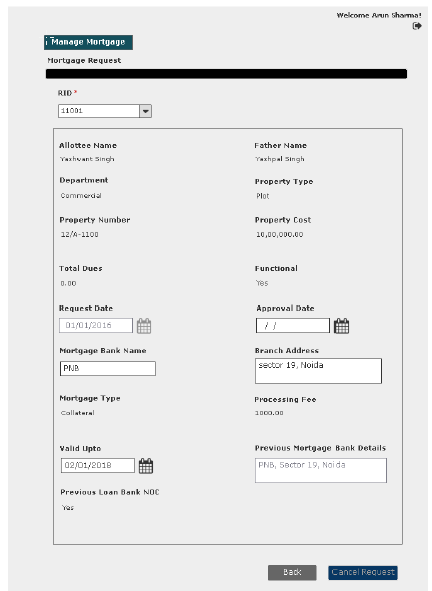 Welcome Arun Sharma!
Manage Mortgage
Mortgage Request
RID *
11001
Allottee Name Father Name
Yashvant Singh Yashpal Singh
Department Property Type
Commercial Plot
Property Number Property Cost
12/A-1100 10,00,000.00
Total Dues Functional
0.00 Yes
Request Date Approval Date
01/01/2016 / /
Mortgage Bank Name Branch Address
PNB sector 19, Noida
Mortgage Type Processing Fee
Collateral 1000.00
Valid Upto Previous Mortgage Bank Details
02/01/2018 PNB, Sector 19, Noida
Previous Loan Bank NOC
Yes
Back Cancel Request